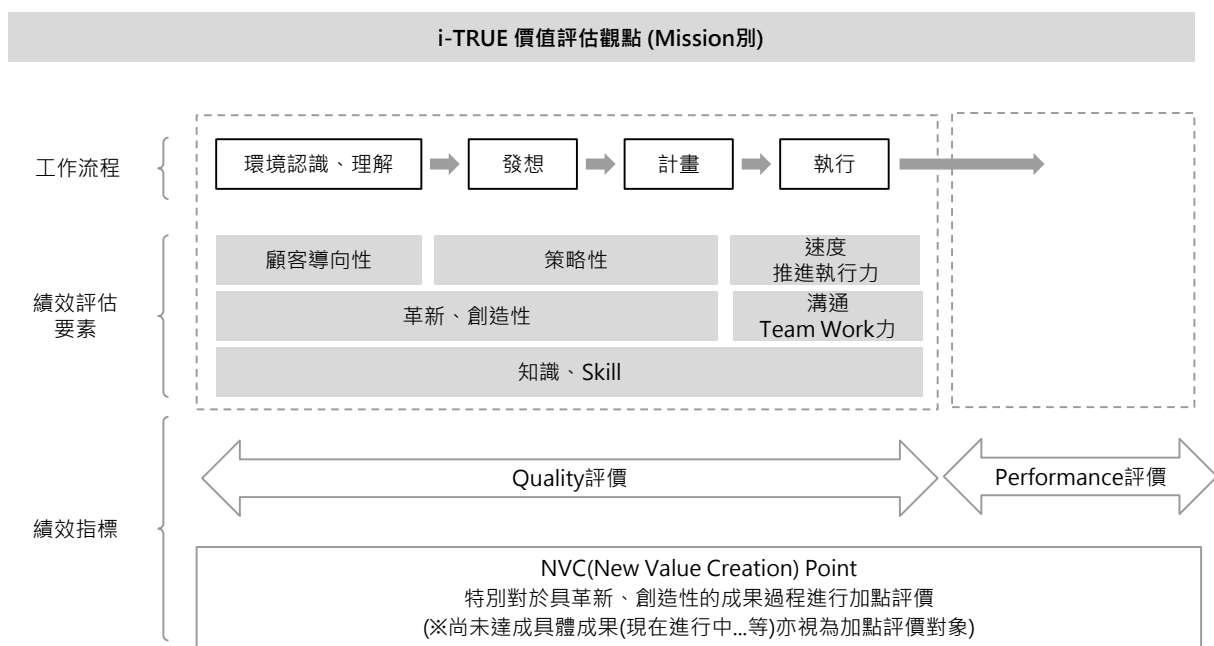 i-TRUE 價值評估觀點 (Mission別)
工作流程
環境認識、理解
發想
計畫
執行
績效評估
要素
顧客導向性
策略性
速度
推進執行力
革新、創造性
溝通
Team Work力
知識、Skill
績效指標
Quality評價
Performance評價
NVC(New Value Creation) Point
特別對於具革新、創造性的成果過程進行加點評價
(※尚未達成具體成果(現在進行中...等)亦視為加點評價對象)